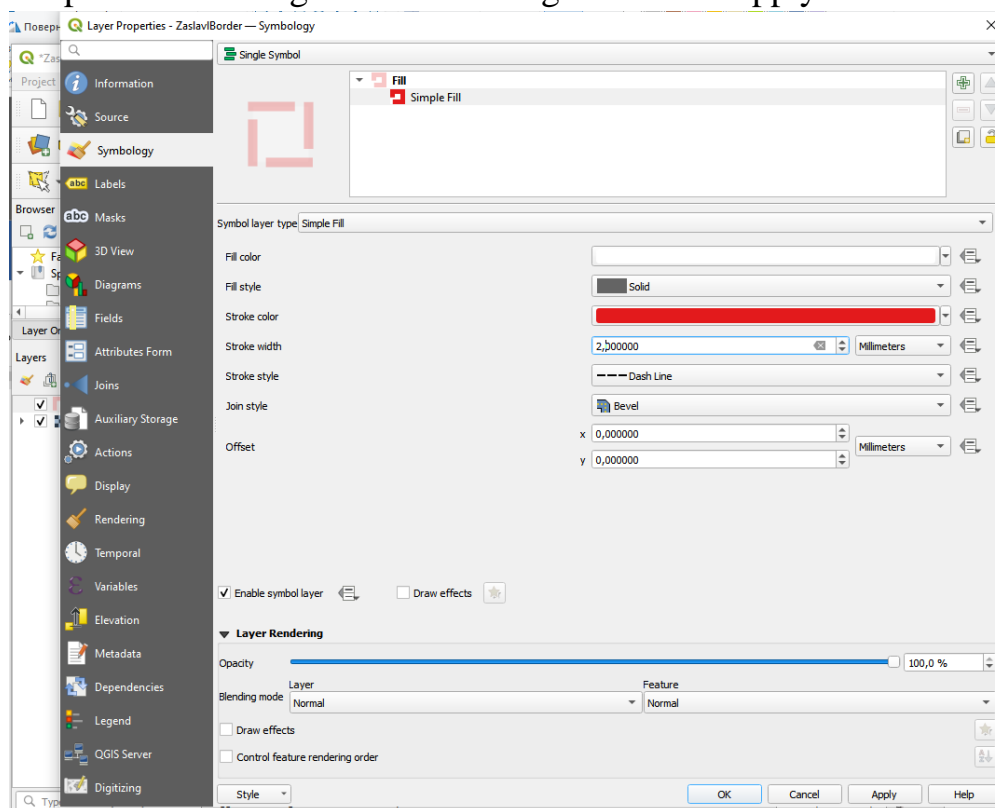 Поверн
Layer Properties - ZaslavlBorder — Symbology
*Zas
Project
Information
Source
Symbology
Labels
Masks
3D View
Diagrams
Fields
Attributes Form
Joins
Auxiliary Storage
Actions
Display
Rendering
Temporal
Variables
Elevation
Metadata
Dependencies
Legend
QGIS Server
Digitizing
Browser
Layer Or
Layers
Single Symbol
Fill
Simple Fill
Symbol layer type Simple Fill
Fill color
Fill style Solid
Stroke color
Stroke width 2,000000 Millimeters
Stroke style Dash Line
Join style Bevel
Offset x 0,000000 Millimeters
y 0,000000
Enable symbol layer Draw effects
Layer Rendering
Opacity 100,0 %
Layer Feature
Blending mode Normal Normal
Draw effects
Control feature rendering order
Style OK Cancel Apply Help